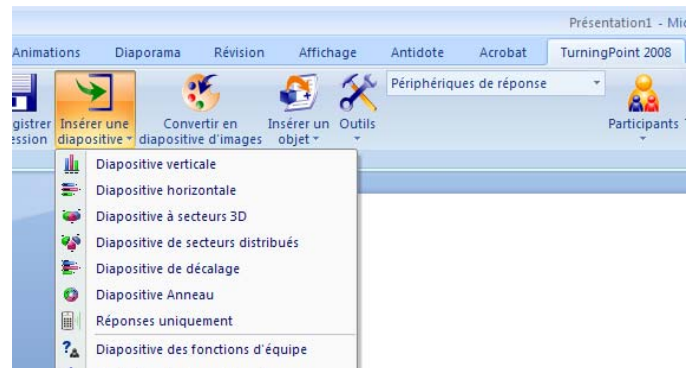 Présentation1 - Mic
Animations Diaporama Révision Affichage Antidote Acrobat TurningPoint 2008
Périphériques de réponse
gistrer Insérer une Convertir en Insérer un Outils Participants
ession diapositive diapositive d'images objet
Diapositive verticale
Diapositive horizontale
Diapositive à secteurs 3D
Diapositive de secteurs distribués
Diapositive de décalage
Diapositive Anneau
Réponses uniquement
Diapositive des fonctions d'équipe